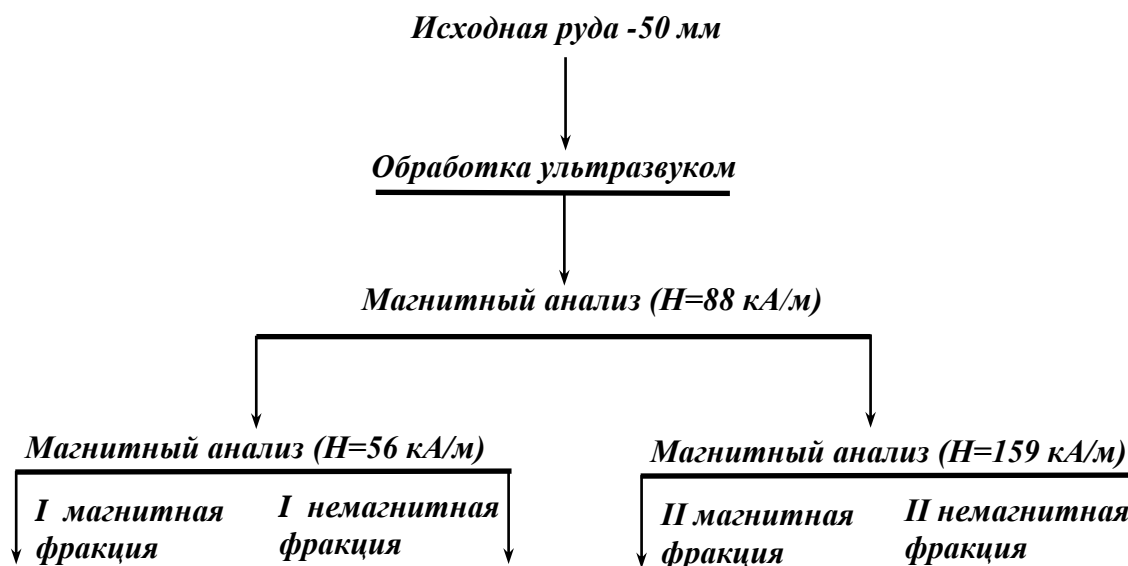 Исходная руда -50 мм
Обработка ультразвуком
Магнитный анализ (H=88 кА/м)
Магнитный анализ (H=56 кА/м)
Магнитный анализ (H=159 кА/м)
I магнитная
фракция
I немагнитная
фракция
II магнитная
фракция
II немагнитная
фракция